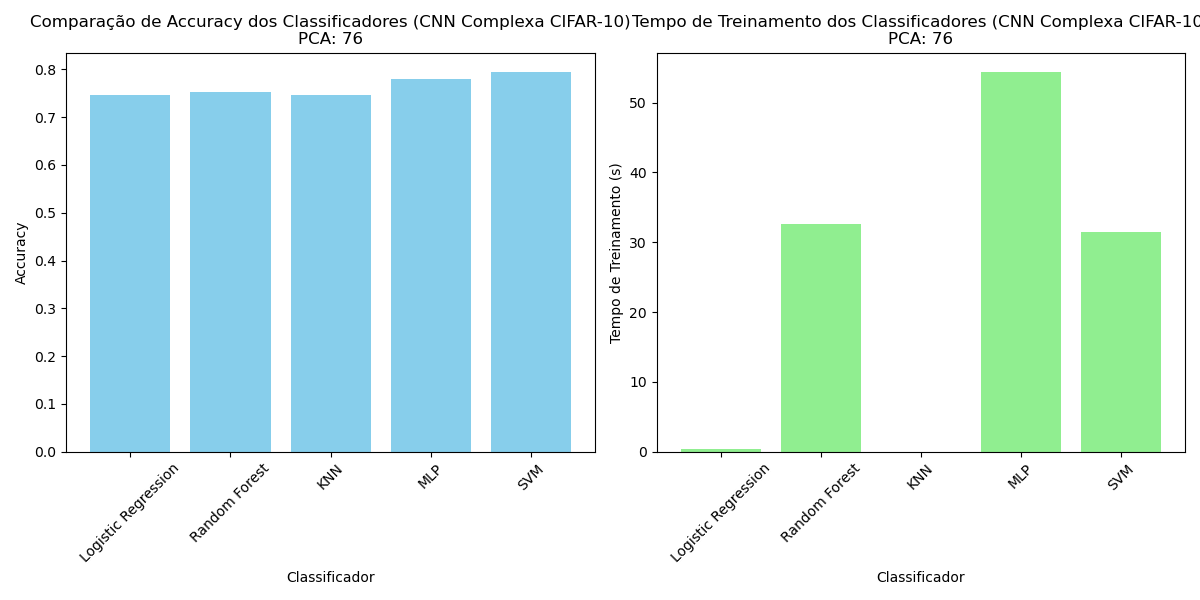 Comparação de Accuracy dos Classificadores (CNN Complexa CIFAR-10)
PCA: 76
0.8
0.7
0.6
0.5
0.4
0.3
0.2
0.1
0.0
Accuracy
Logistic Regression
Random Forest
KNN
MLP
SVM
Classificador
Tempo de Treinamento dos Classificadores (CNN Complexa CIFAR-10
PCA: 76
50
40
30
20
10
0
Tempo de Treinamento (s)
Logistic Regression
Random Forest
KNN
MLP
SVM
Classificador